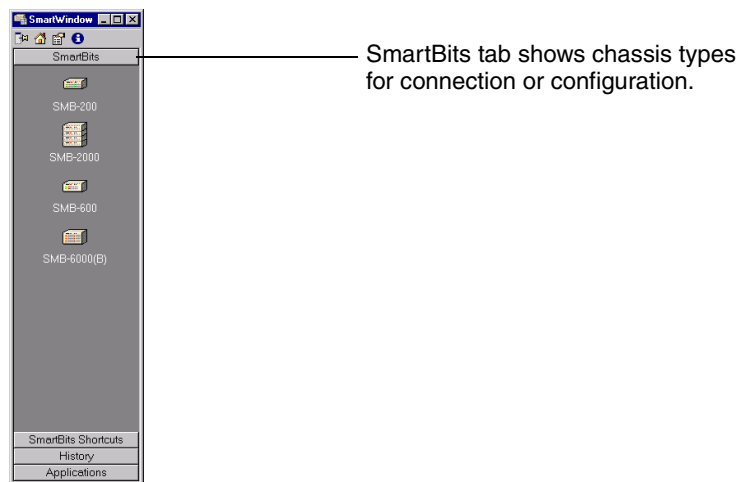 SmartWindow
SmartBits
SMB-200
SMB-2000
SMB-600
SMB-6000(B)
SmartBits Shortcuts
History
Applications
SmartBits tab shows chassis types
for connection or configuration.